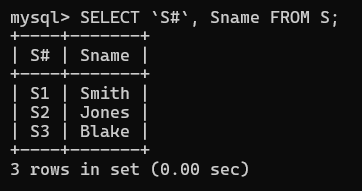 mysql> SELECT `S#`, Sname FROM S;
+----+-------+
| S# | Sname |
+----+-------+
| S1 | Smith |
| S2 | Jones |
| S3 | Blake |
+----+-------+
3 rows in set (0.00 sec)